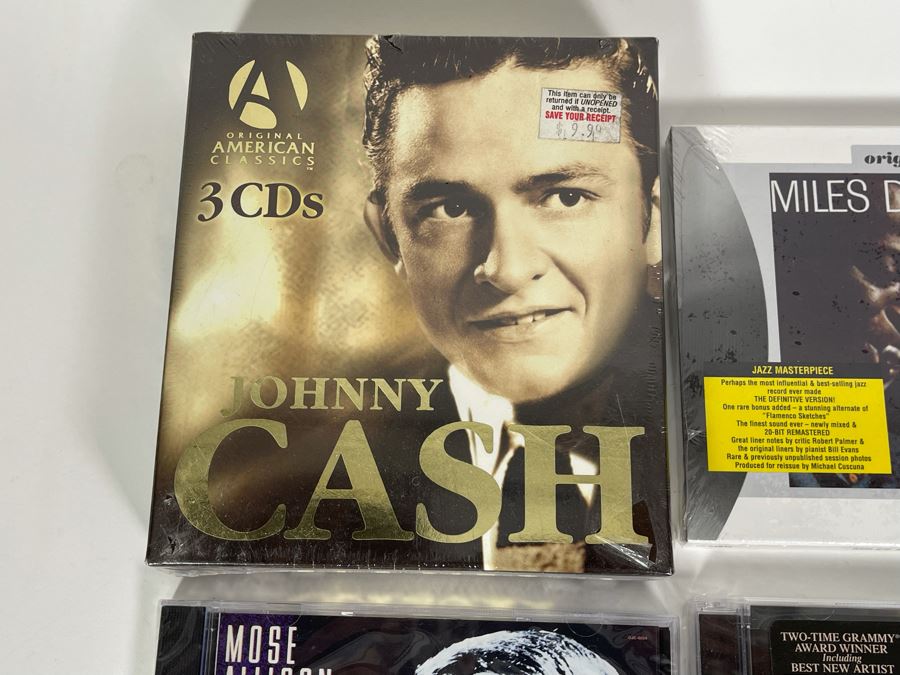 ORIGINAL
AMERICAN
CLASSICS™
3 CDs
This item can only be
returned if UNOPENED
and with a receipt.
SAVE YOUR RECEIPT
$ 9.99
JOHNNY
CASH
MILES D
JAZZ MASTERPIECE
Perhaps the most influential & best-selling jazz
record ever made
THE DEFINITIVE VERSION!
One rare bonus added – a stunning alternate of
"Flamenco Sketches"
The finest sound ever – newly mixed &
20-BIT REMASTERED
Great liner notes by critic Robert Palmer &
the original liners by pianist Bill Evans
Rare & previously unpublished session photos
Produced for reissue by Michael Cuscuna
MOSE
ALLISON
TWO-TIME GRAMMY®
AWARD WINNER
Including
BEST NEW ARTIST